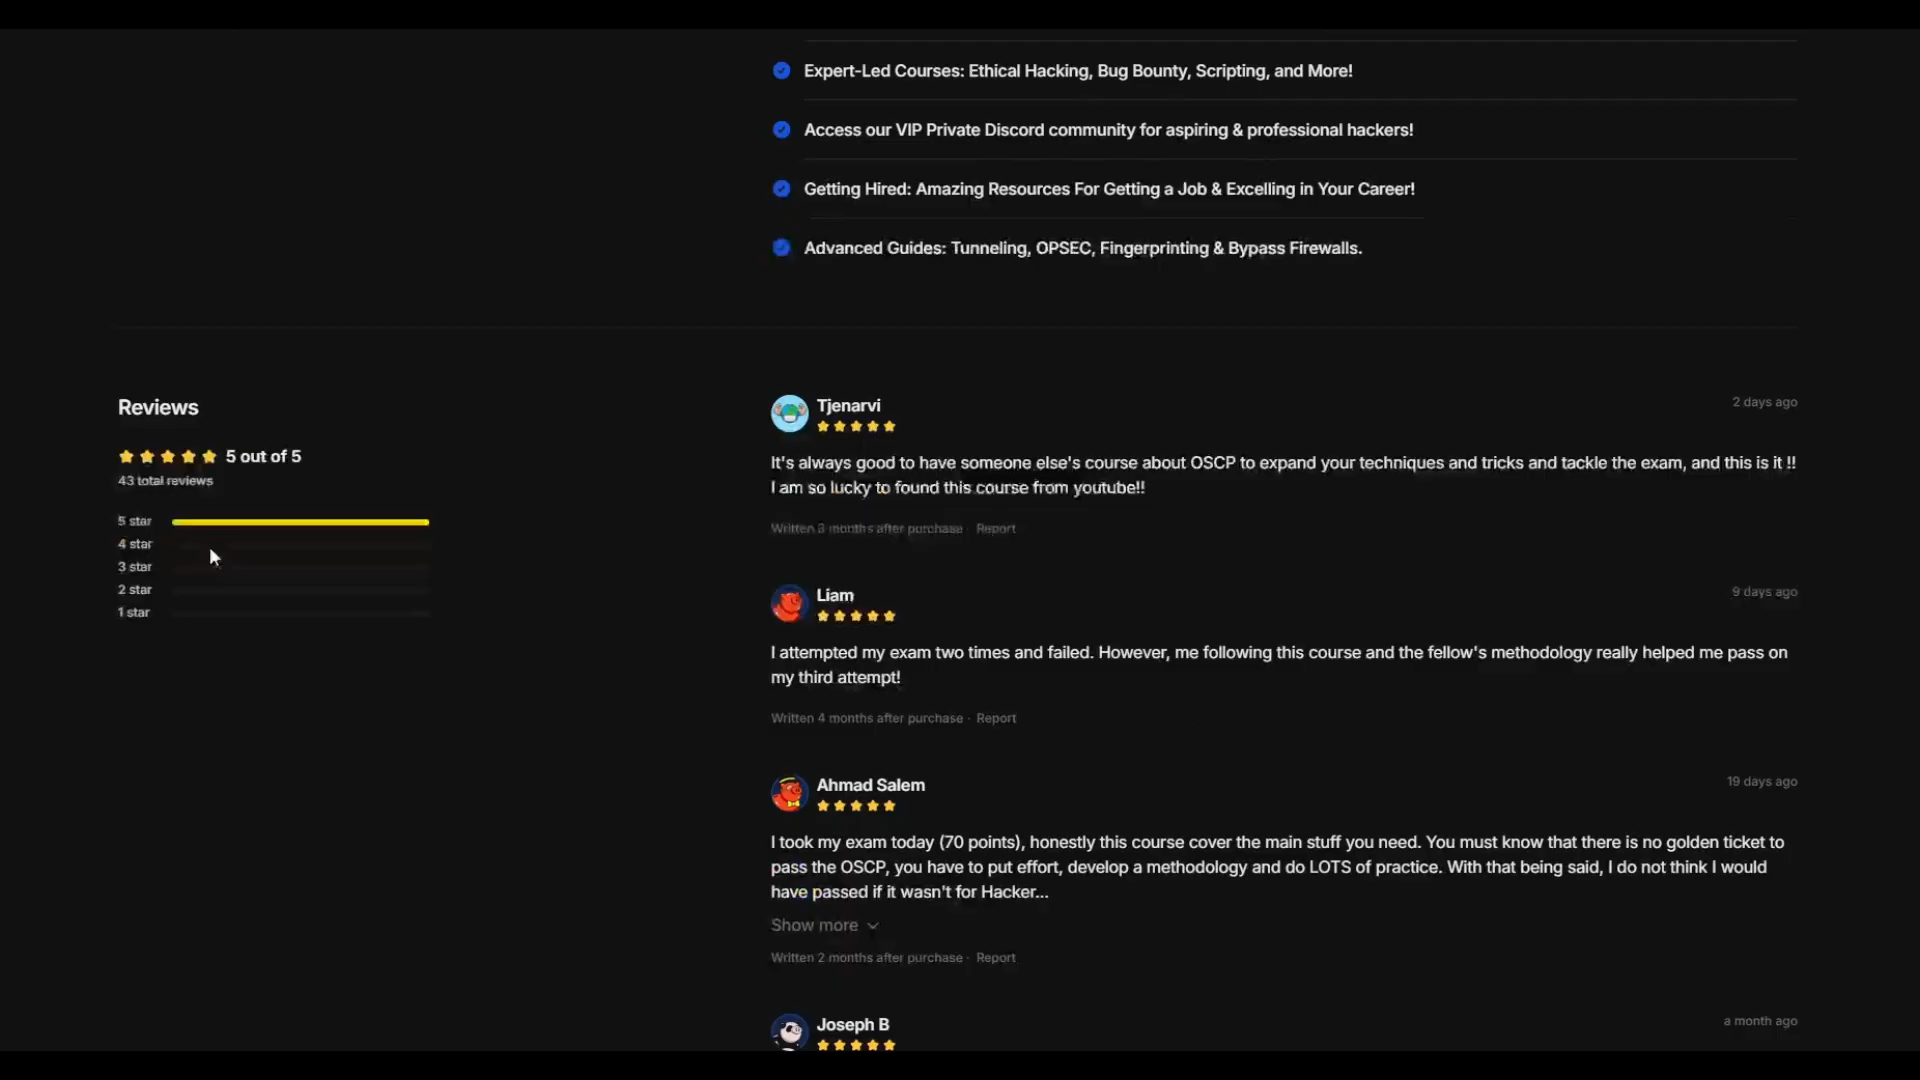 Expert-Led Courses: Ethical Hacking, Bug Bounty, Scripting, and More!
Access our VIP Private Discord community for aspiring & professional hackers!
Getting Hired: Amazing Resources For Getting a Job & Excelling in Your Career!
Advanced Guides: Tunneling, OPSEC, Fingerprinting & Bypass Firewalls.
Reviews
5 out of 5
43 total reviews
5 star
4 star
3 star
2 star
1 star
Tjenarvi
2 days ago
It's always good to have someone else's course about OSCP to expand your techniques and tricks and tackle the exam, and this is it !!
I am so lucky to found this course from youtube!!
Written 3 months after purchase · Report
Liam
9 days ago
I attempted my exam two times and failed. However, me following this course and the fellow's methodology really helped me pass on
my third attempt!
Written 4 months after purchase · Report
Ahmad Salem
19 days ago
I took my exam today (70 points), honestly this course cover the main stuff you need. You must know that there is no golden ticket to
pass the OSCP, you have to put effort, develop a methodology and do LOTS of practice. With that being said, I do not think I would
have passed if it wasn't for Hacker...
Show more
Written 2 months after purchase · Report
Joseph B
a month ago